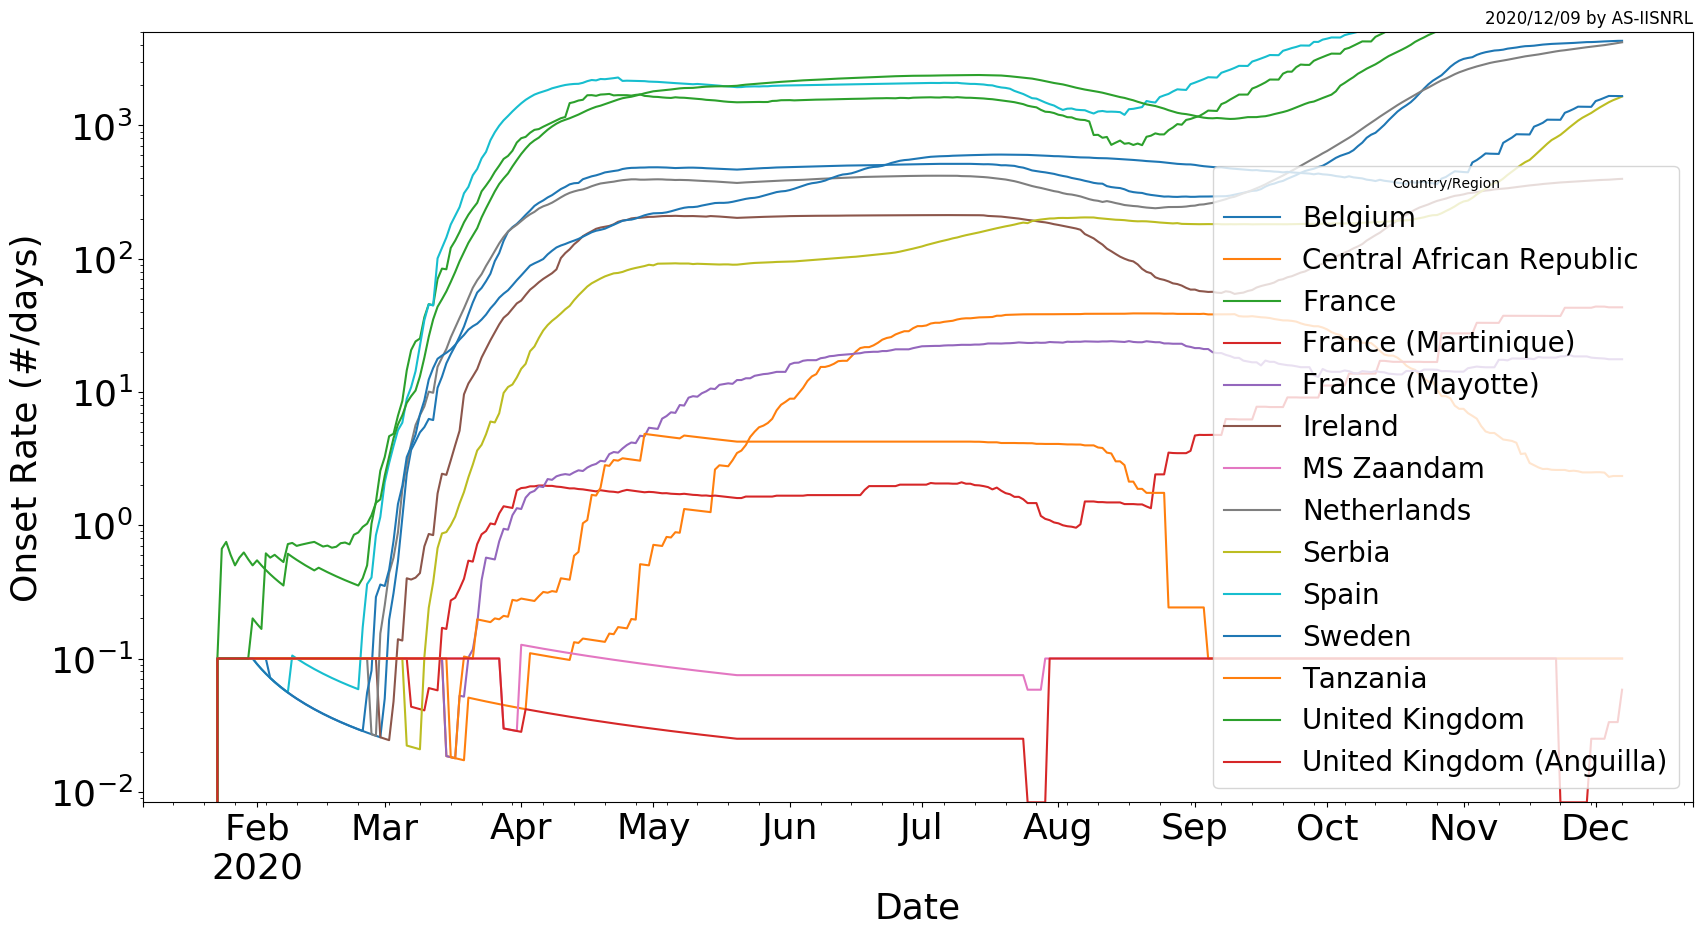 2020/12/09 by AS-IISNRL
Onset Rate (#/days)
10³
10²
10¹
10⁰
10⁻¹
10⁻²
Country/Region
Belgium
Central African Republic
France
France (Martinique)
France (Mayotte)
Ireland
MS Zaandam
Netherlands
Serbia
Spain
Sweden
Tanzania
United Kingdom
United Kingdom (Anguilla)
Feb Mar Apr May Jun Jul Aug Sep Oct Nov Dec
2020
Date